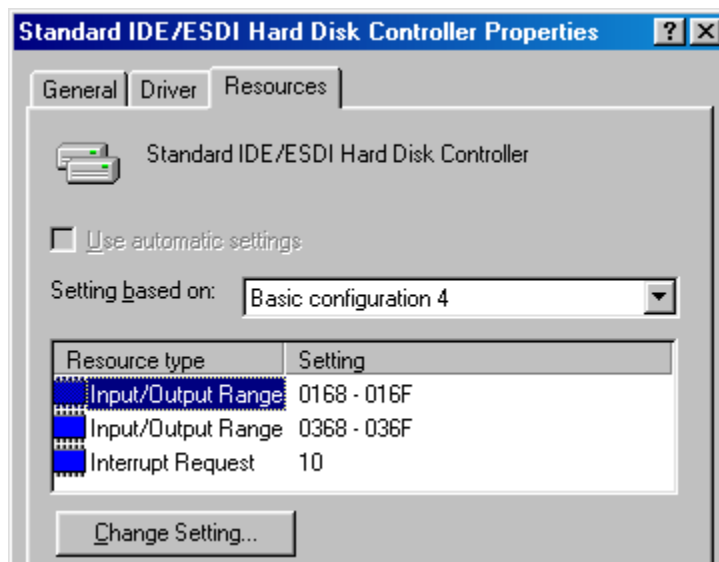 Standard IDE/ESDI Hard Disk Controller Properties
General Driver Resources
Standard IDE/ESDI Hard Disk Controller
Use automatic settings
Setting based on: Basic configuration 4
Resource type Setting
Input/Output Range 0168 - 016F
Input/Output Range 0368 - 036F
Interrupt Request 10
Change Setting...